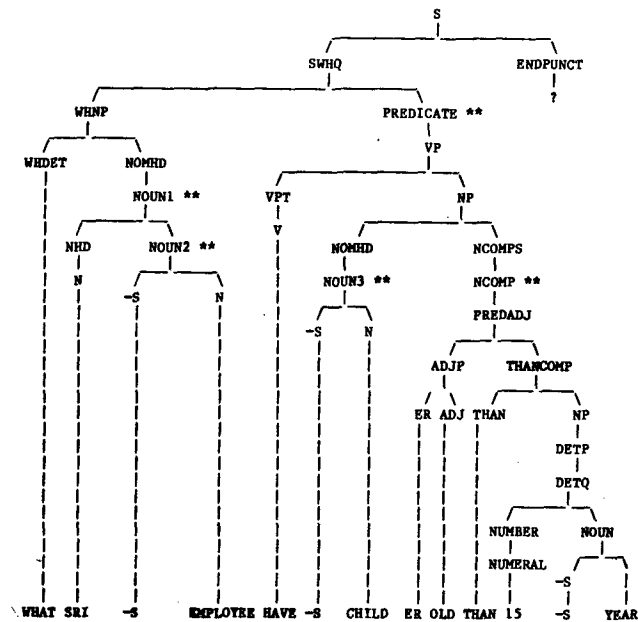 S
SWHQ ENDPUNCT
?
WHNP PREDICATE **
VP
WHDET NOMHD
NOUN1 ** VPT NP
V
NHD NOUN2 ** NOMHD NCOMPS
N NOUN3 ** NCOMP **
-S N PREDADJ
-S N
ADJP THANCOMP
ER ADJ THAN NP
DETP
DETQ
NUMBER NOUN
NUMERAL
-S
WHAT SRI -S EMPLOYEE HAVE -S CHILD ER OLD THAN 15 -S YEAR